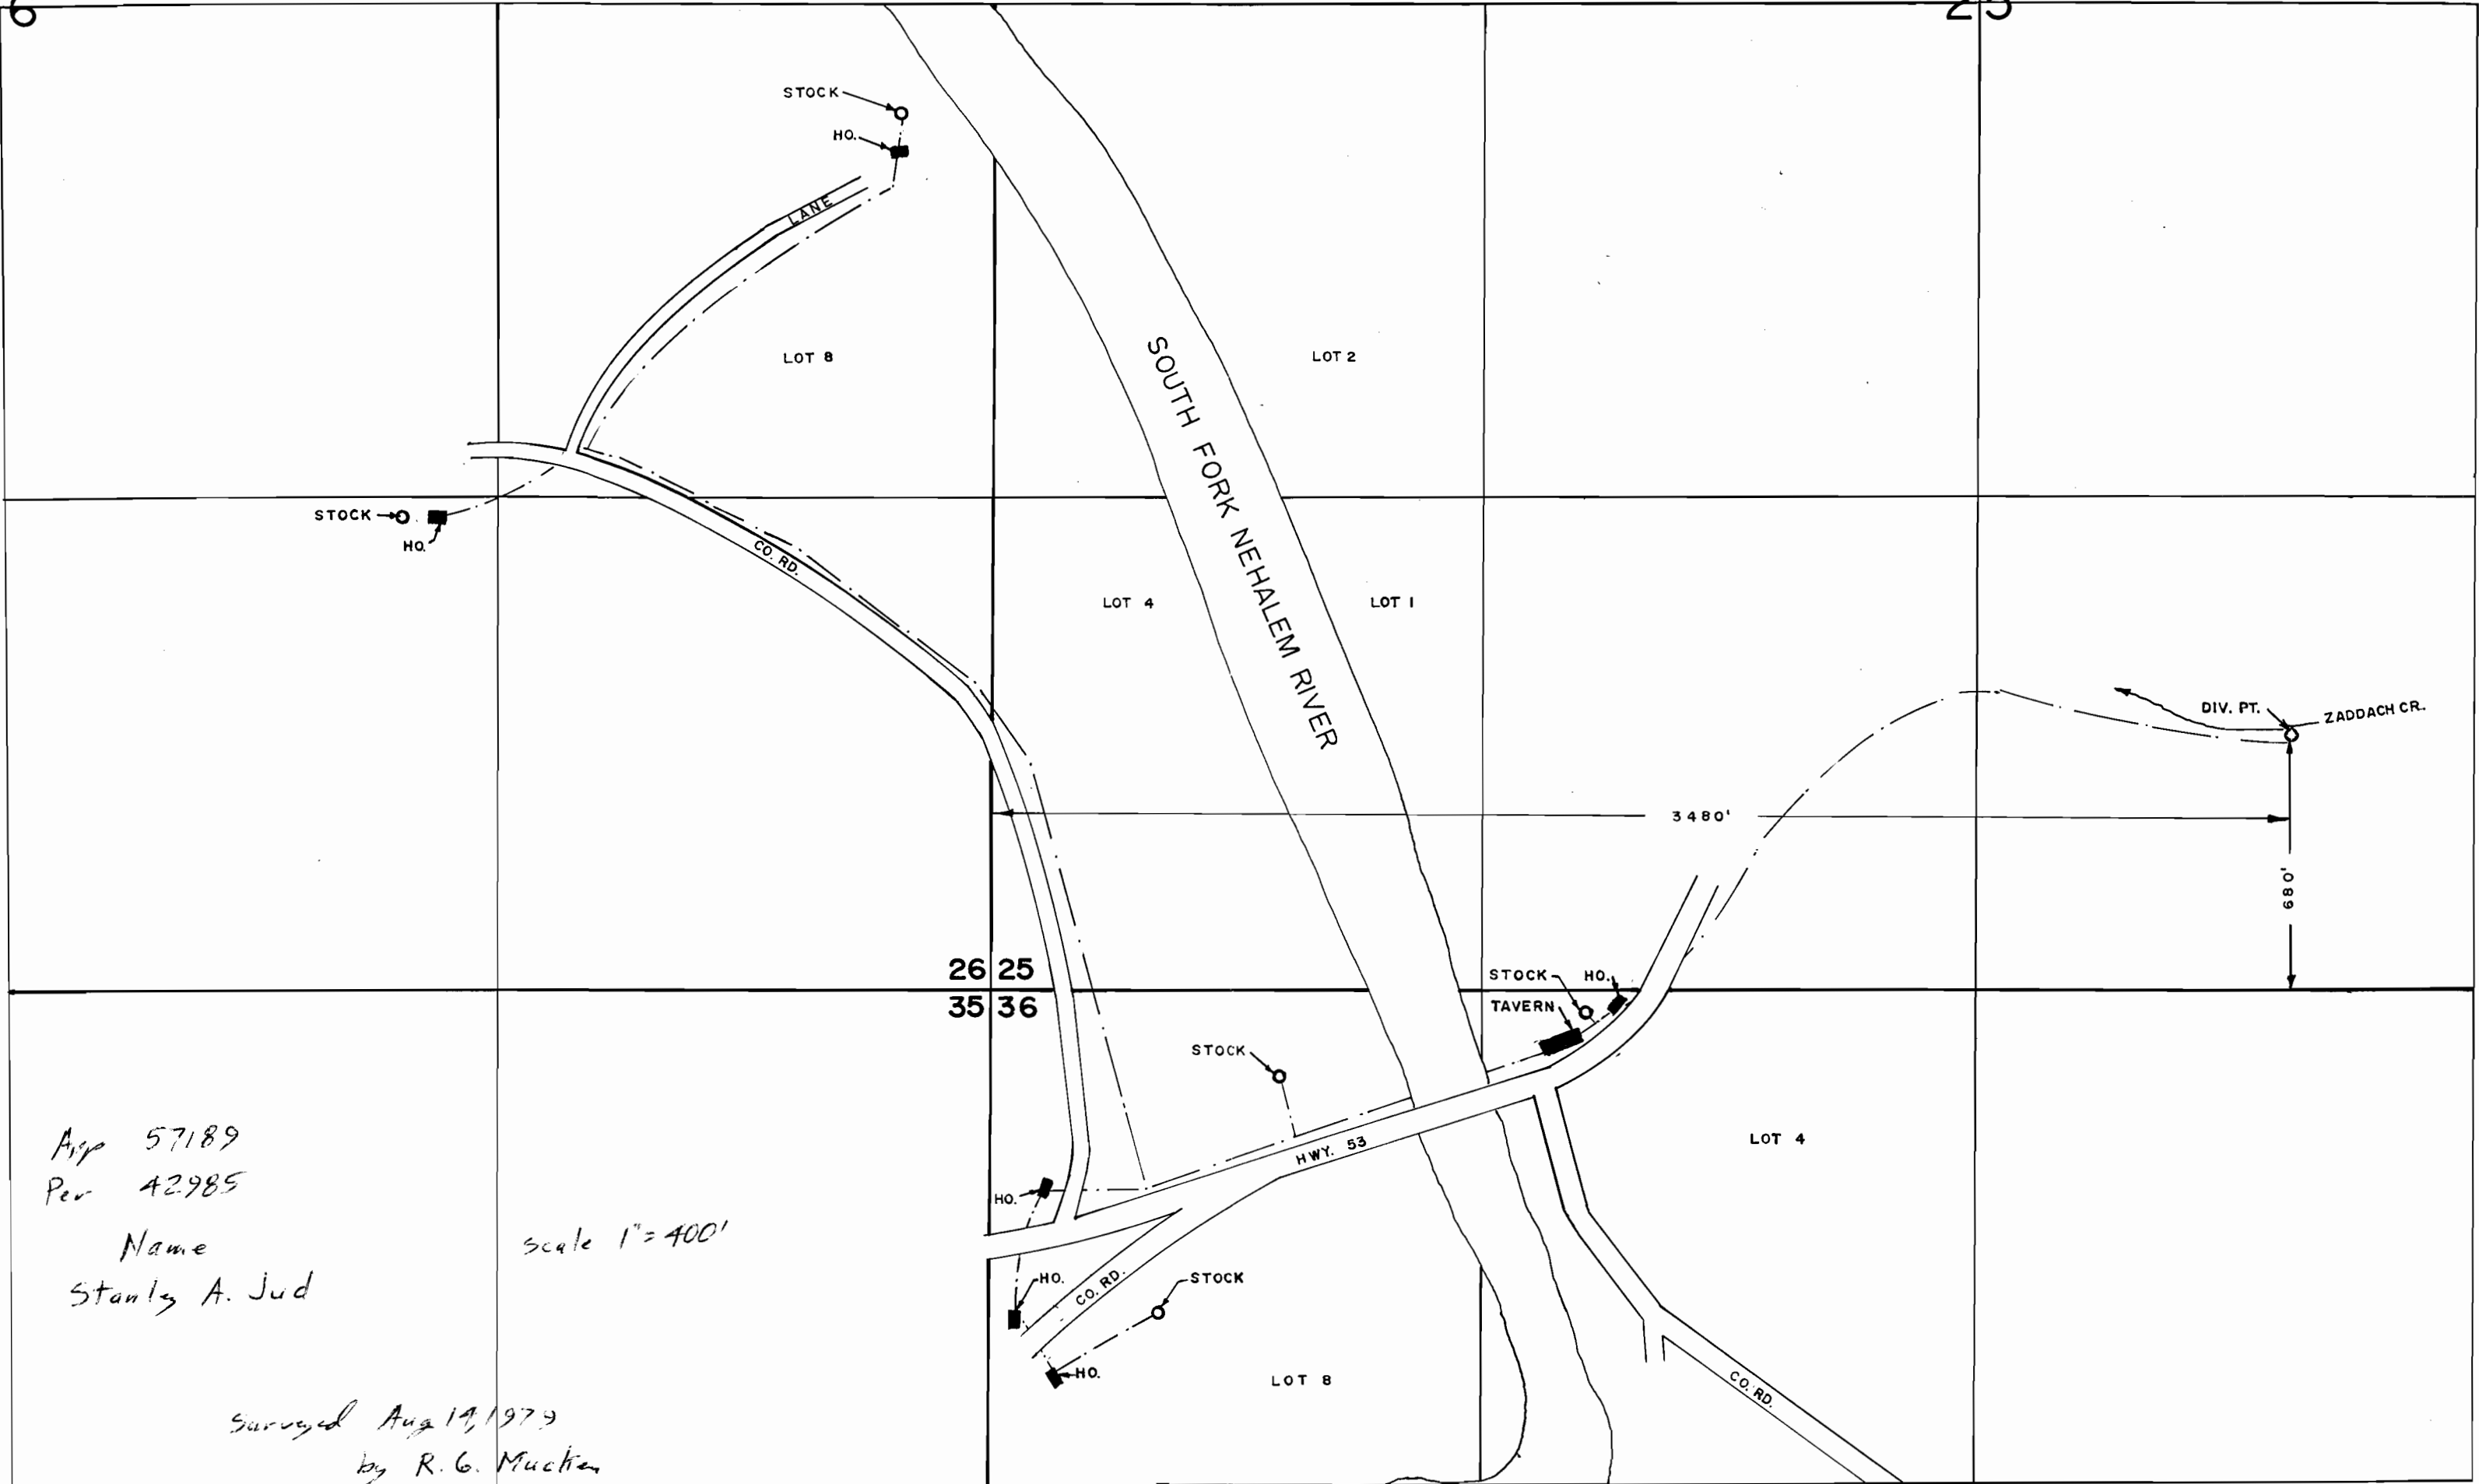 6
25
STOCK
HO.
LANE
LOT 8
LOT 2
SOUTH FORK NEHALEM RIVER
STOCK
HO.
CO. RD.
LOT 4
LOT 1
DIV. PT.
ZADDACH CR.
3480'
680'
26 25
35 36
STOCK
HO.
TAVERN
STOCK
HWY. 53
LOT 4
HO.
HO.
CO. RD.
STOCK
HO.
LOT 8
CO. RD.
App 57189
Per 42985
Name
Stanley A. Jud
Scale 1"=400'
Surveyed Aug 14, 1979
by R. G.